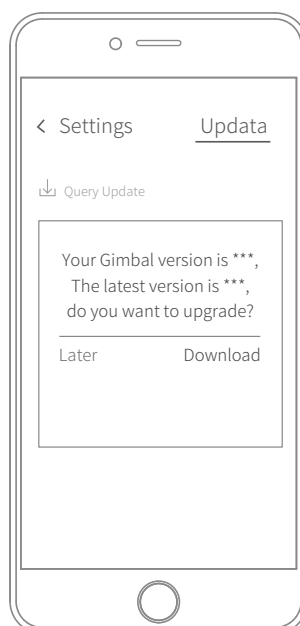 Settings
Updata
Query Update
Your Gimbal version is ***,
The latest version is ***,
do you want to upgrade?
Later
Download